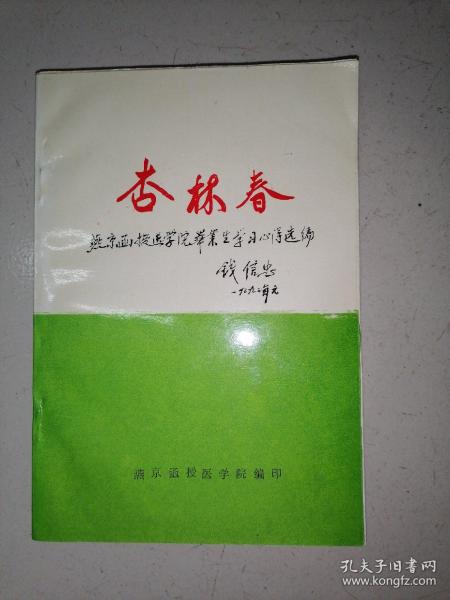 杏林春
燕京函授医学院毕業生学习心得选编
钱信忠
一九九二年元
燕京函授医学院编印
孔夫子旧书网
www.kongfz.com